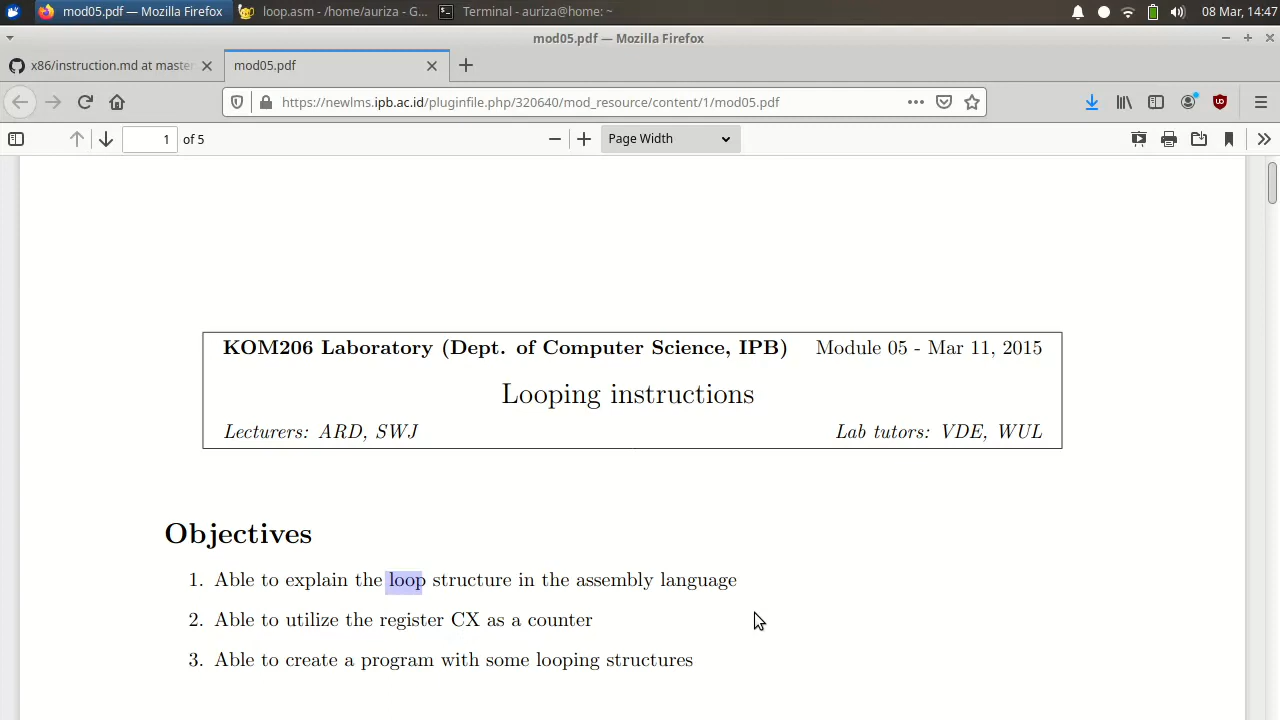 mod05.pdf — Mozilla Firefox
loop.asm - /home/auriza - G...
Terminal - auriza@home: ~
08 Mar, 14:47
mod05.pdf — Mozilla Firefox
x86/instruction.md at master
mod05.pdf
https://newlms.ipb.ac.id/pluginfile.php/320640/mod_resource/content/1/mod05.pdf
1 of 5
Page Width
KOM206 Laboratory (Dept. of Computer Science, IPB) Module 05 - Mar 11, 2015
Looping instructions
Lecturers: ARD, SWJ Lab tutors: VDE, WUL
Objectives
1. Able to explain the loop structure in the assembly language
2. Able to utilize the register CX as a counter
3. Able to create a program with some looping structures